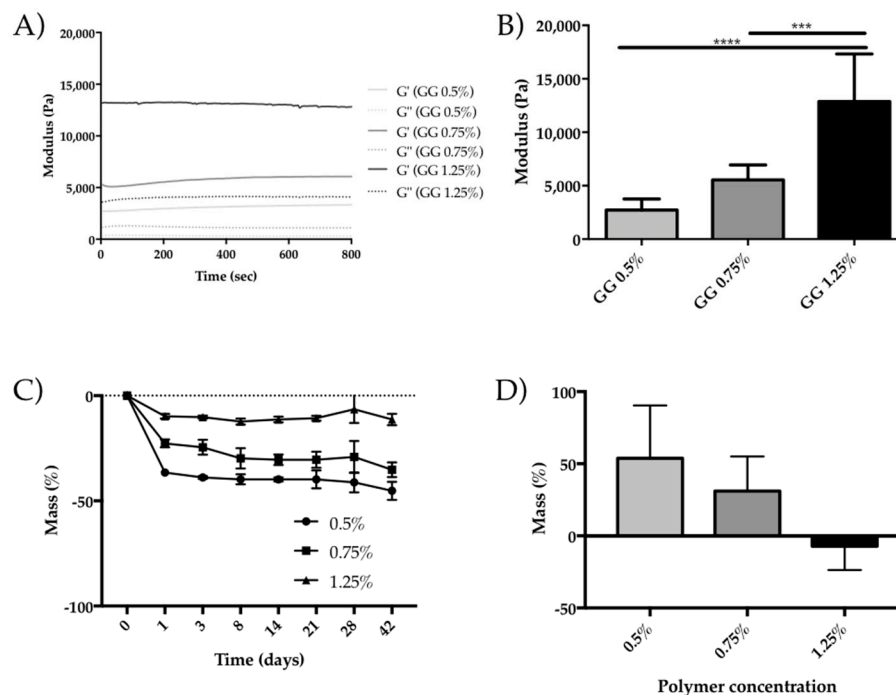 A)
20,000
15,000
10,000
5,000
0
Modulus (Pa)
0 200 400 600 800
Time (sec)
G' (GG 0.5%)
G'' (GG 0.5%)
G' (GG 0.75%)
G'' (GG 0.75%)
G' (GG 1.25%)
G'' (GG 1.25%)
B)
20,000
15,000
10,000
5,000
0
Modulus (Pa)
***
****
GG 0.5%
GG 0.75%
GG 1.25%
C)
0
-50
-100
Mass (%)
0.5%
0.75%
1.25%
0 1 3 8 14 21 28 42
Time (days)
D)
100
50
0
-50
Mass (%)
0.5%
0.75%
1.25%
Polymer concentration